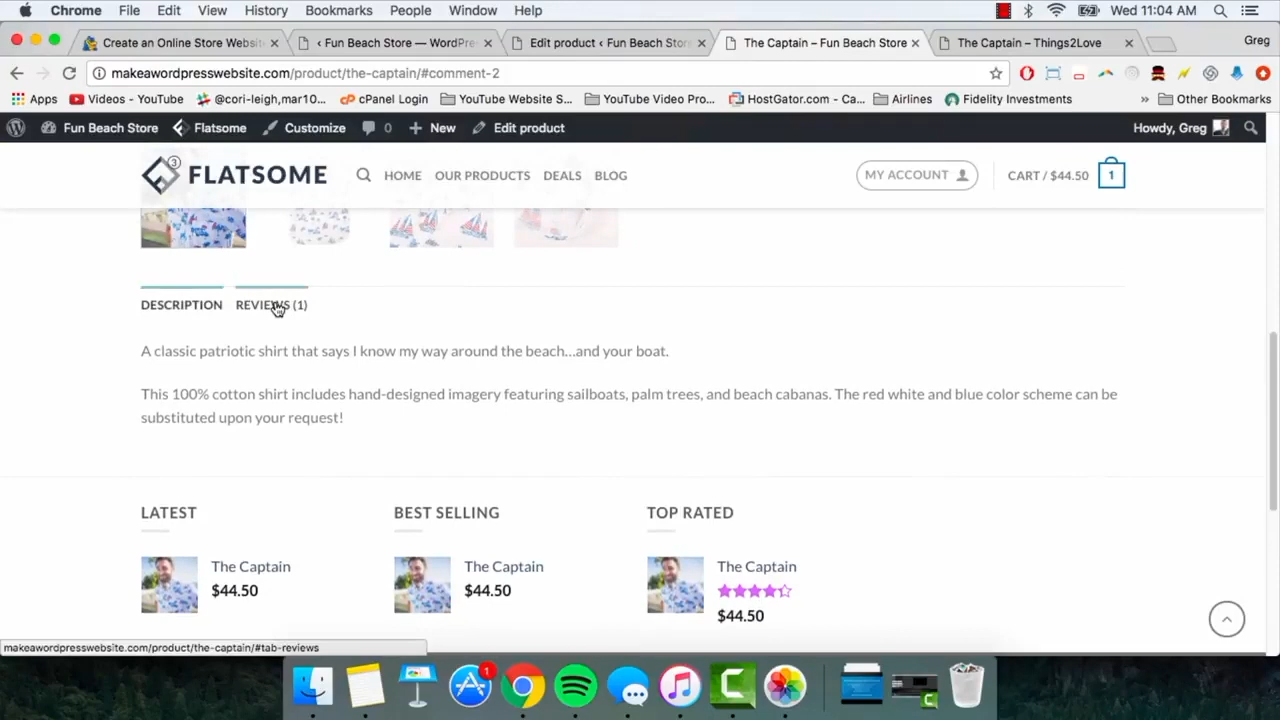 Chrome File Edit View History Bookmarks People Window Help Wed 11:04 AM
Create an Online Store Websit
‹ Fun Beach Store — WordPre
Edit product ‹ Fun Beach Stor
The Captain – Fun Beach Store
The Captain – Things2Love
Greg
makeawordpresswebsite.com/product/the-captain/#comment-2
Apps Videos - YouTube @cori-leigh,mar10... cPanel Login YouTube Website S... YouTube Video Pro... HostGator.com - Ca... Airlines Fidelity Investments » Other Bookmarks
Fun Beach Store Flatsome Customize 0 New Edit product Howdy, Greg
3
FLATSOME HOME OUR PRODUCTS DEALS BLOG MY ACCOUNT CART / $44.50 1
DESCRIPTION REVIEWS (1)
A classic patriotic shirt that says I know my way around the beach...and your boat.
This 100% cotton shirt includes hand-designed imagery featuring sailboats, palm trees, and beach cabanas. The red white and blue color scheme can be
substituted upon your request!
LATEST BEST SELLING TOP RATED
The Captain The Captain The Captain
$44.50 $44.50
$44.50
makeawordpresswebsite.com/product/the-captain/#tab-reviews
1